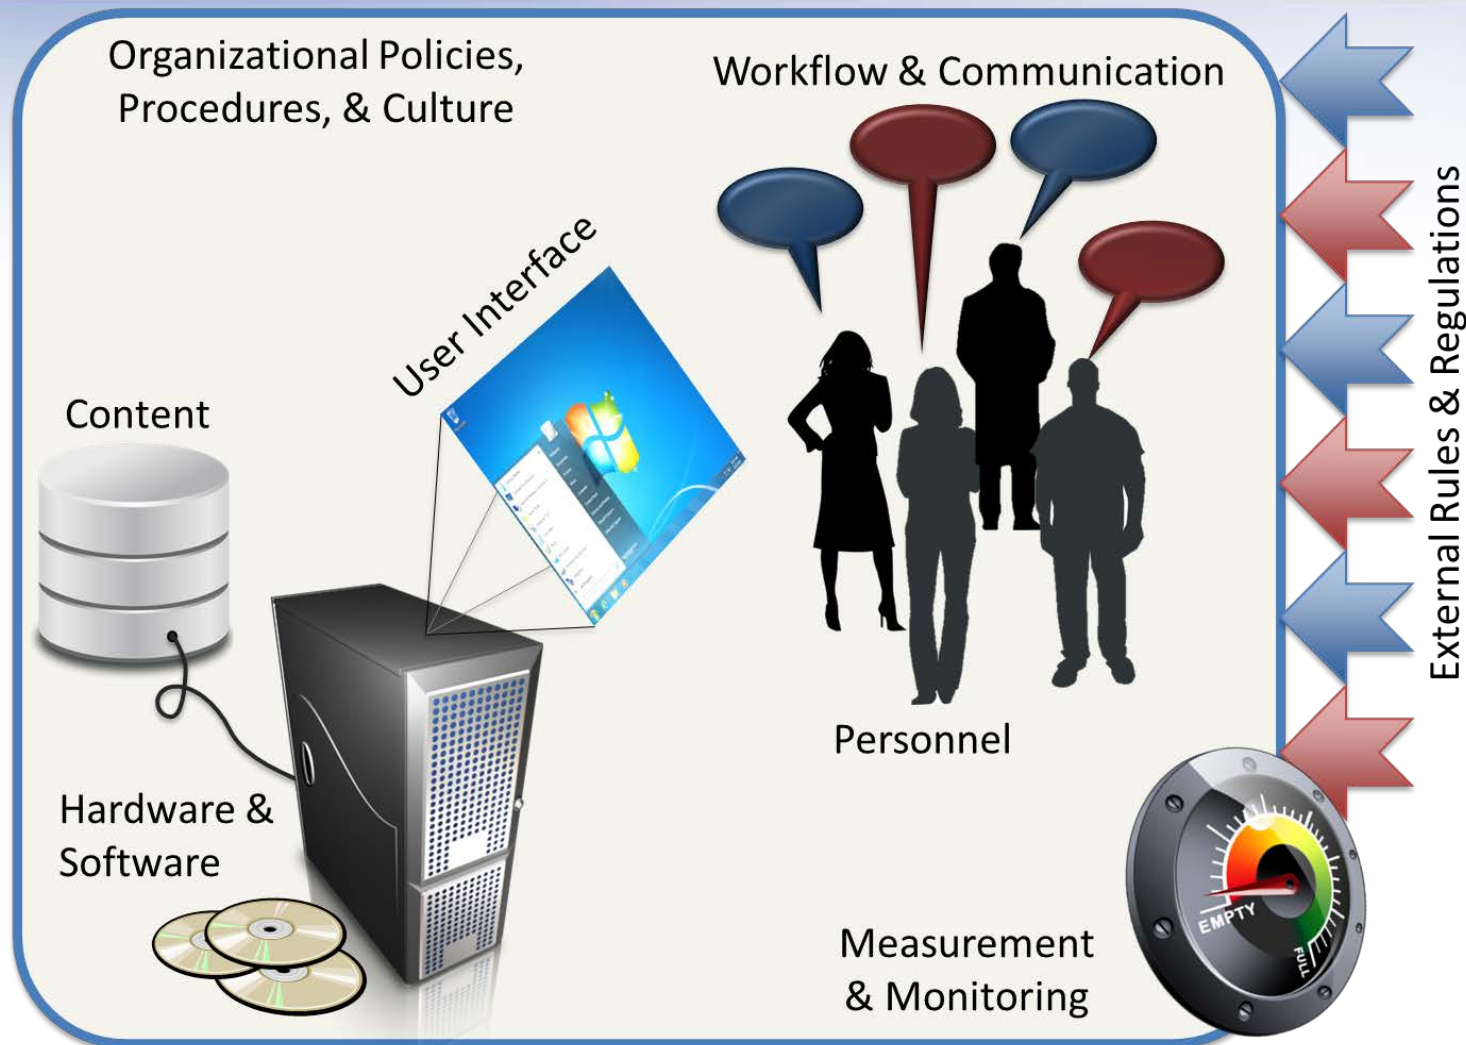 Organizational Policies,
Procedures, & Culture
Workflow & Communication
User Interface
Content
External Rules & Regulations
Personnel
Hardware &
Software
EMPTY
FULL
Measurement
& Monitoring